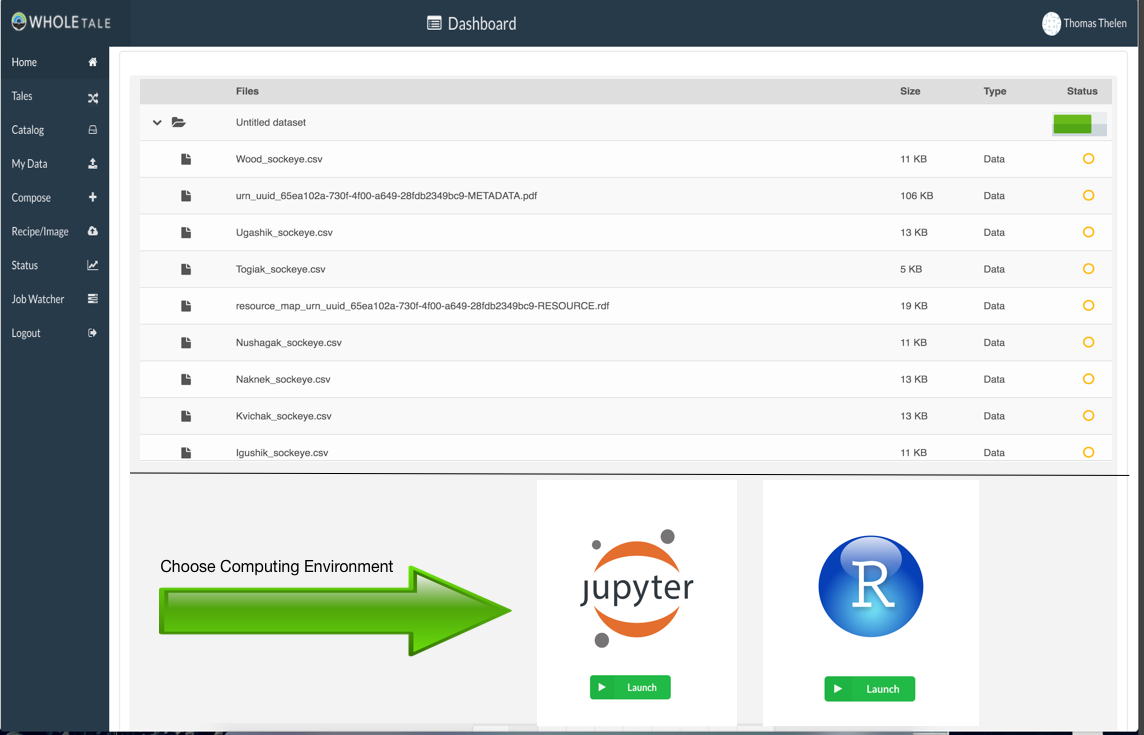 WHOLETALE
Dashboard
Thomas Thelen
Home
Tales
Catalog
My Data
Compose
Recipe/Image
Status
Job Watcher
Logout
Files Size Type Status
Untitled dataset
Wood_sockeye.csv 11 KB Data
urn_uuid_65ea102a-730f-4f00-a649-28fdb2349bc9-METADATA.pdf 106 KB Data
Ugashik_sockeye.csv 13 KB Data
Togiak_sockeye.csv 5 KB Data
resource_map_urn_uuid_65ea102a-730f-4f00-a649-28fdb2349bc9-RESOURCE.rdf 19 KB Data
Nushagak_sockeye.csv 11 KB Data
Naknek_sockeye.csv 13 KB Data
Kvichak_sockeye.csv 13 KB Data
Igushik_sockeye.csv 11 KB Data
Choose Computing Environment
jupyter
R
Launch
Launch